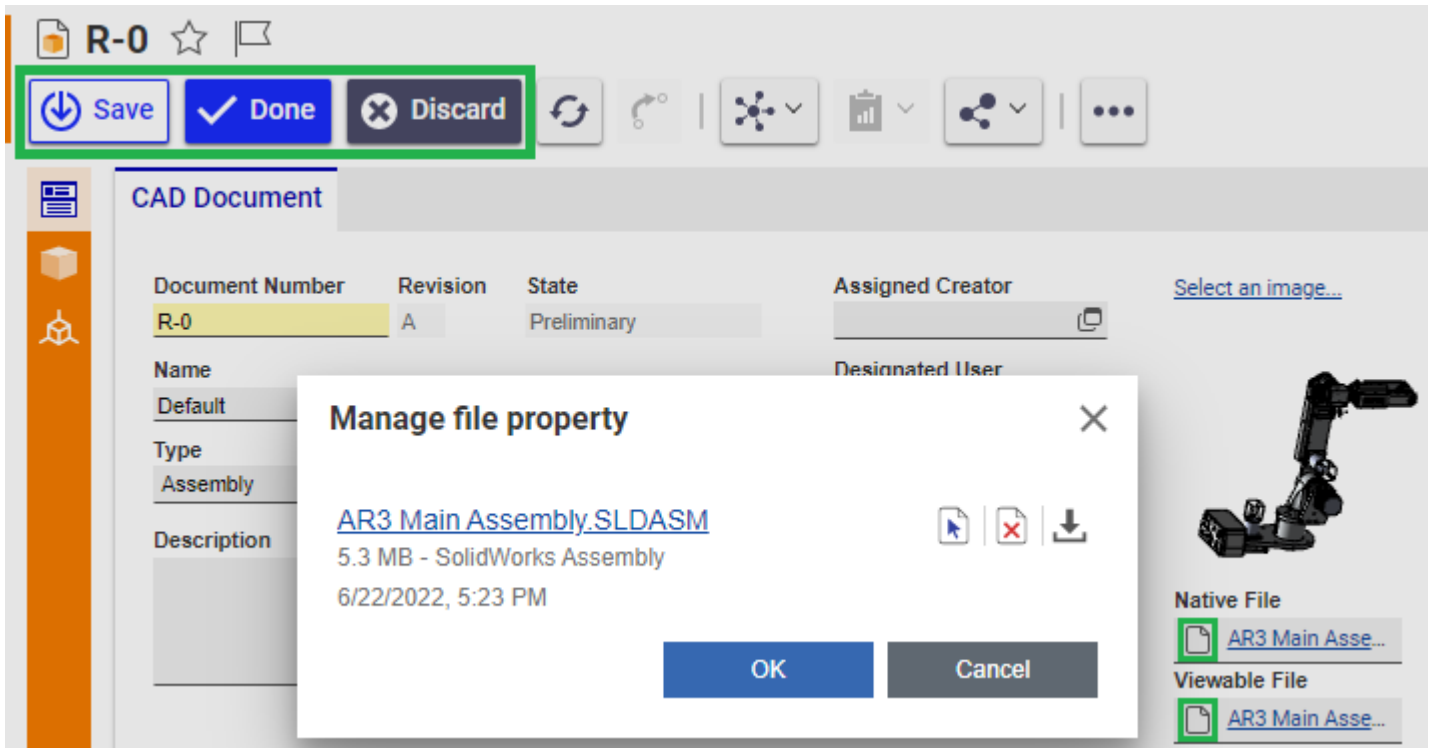 R-0
Save Done Discard
CAD Document
Document Number Revision State Assigned Creator Select an image...
R-0 A Preliminary
Name Designated User
Default
Type
Assembly
Description
Manage file property
AR3 Main Assembly.SLDASM
5.3 MB - SolidWorks Assembly
6/22/2022, 5:23 PM
OK Cancel
Native File
AR3 Main Asse...
Viewable File
AR3 Main Asse...